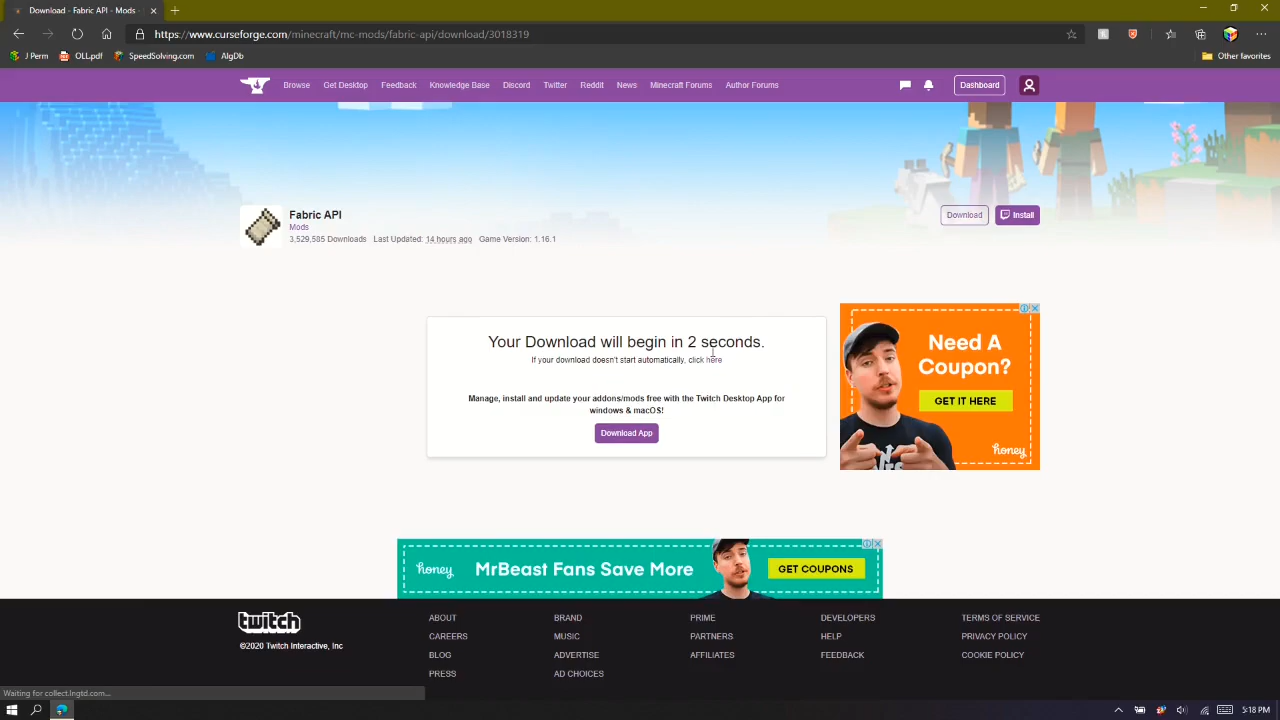 Download - Fabric API - Mods -
https://www.curseforge.com/minecraft/mc-mods/fabric-api/download/3018319
J Perm OLL.pdf SpeedSolving.com AlgDb Other favorites
Browse Get Desktop Feedback Knowledge Base Discord Twitter Reddit News Minecraft Forums Author Forums Dashboard
Fabric API
Mods
3,529,585 Downloads Last Updated: 14 hours ago Game Version: 1.16.1
Download Install
Your Download will begin in 2 seconds.
If your download doesn't start automatically, click here
Manage, install and update your addons/mods free with the Twitch Desktop App for
windows & macOS!
Download App
Need A
Coupon?
GET IT HERE
honey
honey MrBeast Fans Save More GET COUPONS
twitch
©2020 Twitch Interactive, Inc
ABOUT BRAND PRIME DEVELOPERS TERMS OF SERVICE
CAREERS MUSIC PARTNERS HELP PRIVACY POLICY
BLOG ADVERTISE AFFILIATES FEEDBACK COOKIE POLICY
PRESS AD CHOICES
Waiting for collect.lngtd.com...
5:18 PM